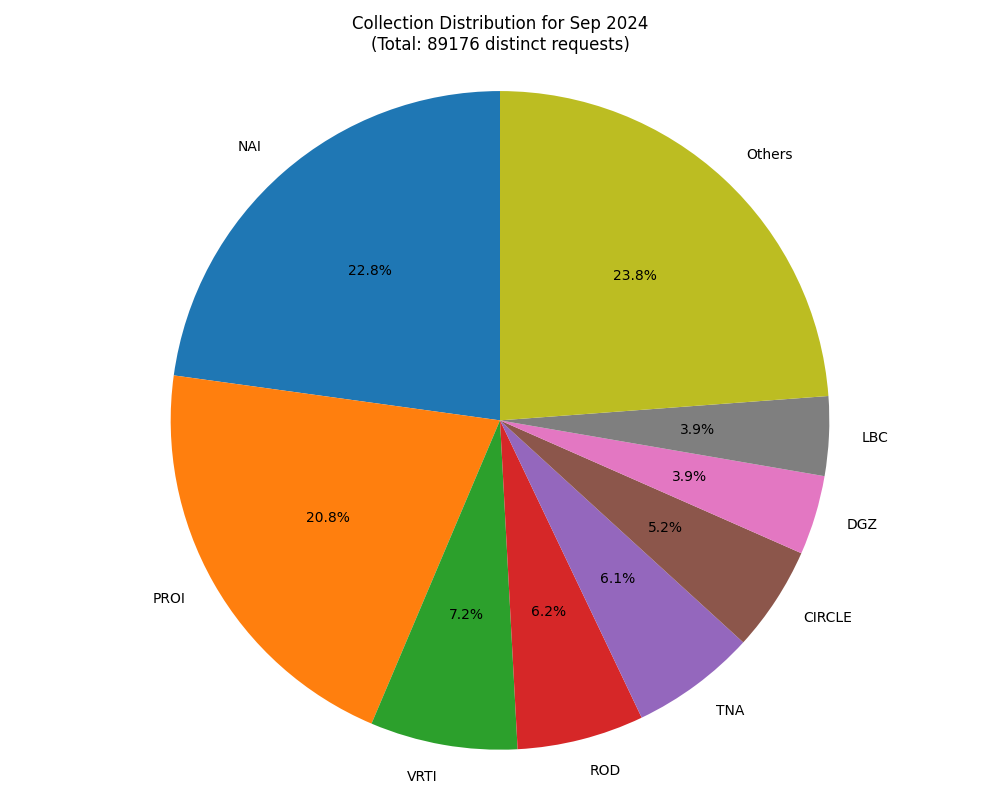 Collection Distribution for Sep 2024
(Total: 89176 distinct requests)
NAI
Others
22.8%
23.8%
LBC
3.9%
DGZ
3.9%
PROI
20.8%
CIRCLE
5.2%
TNA
6.1%
ROD
6.2%
VRTI
7.2%